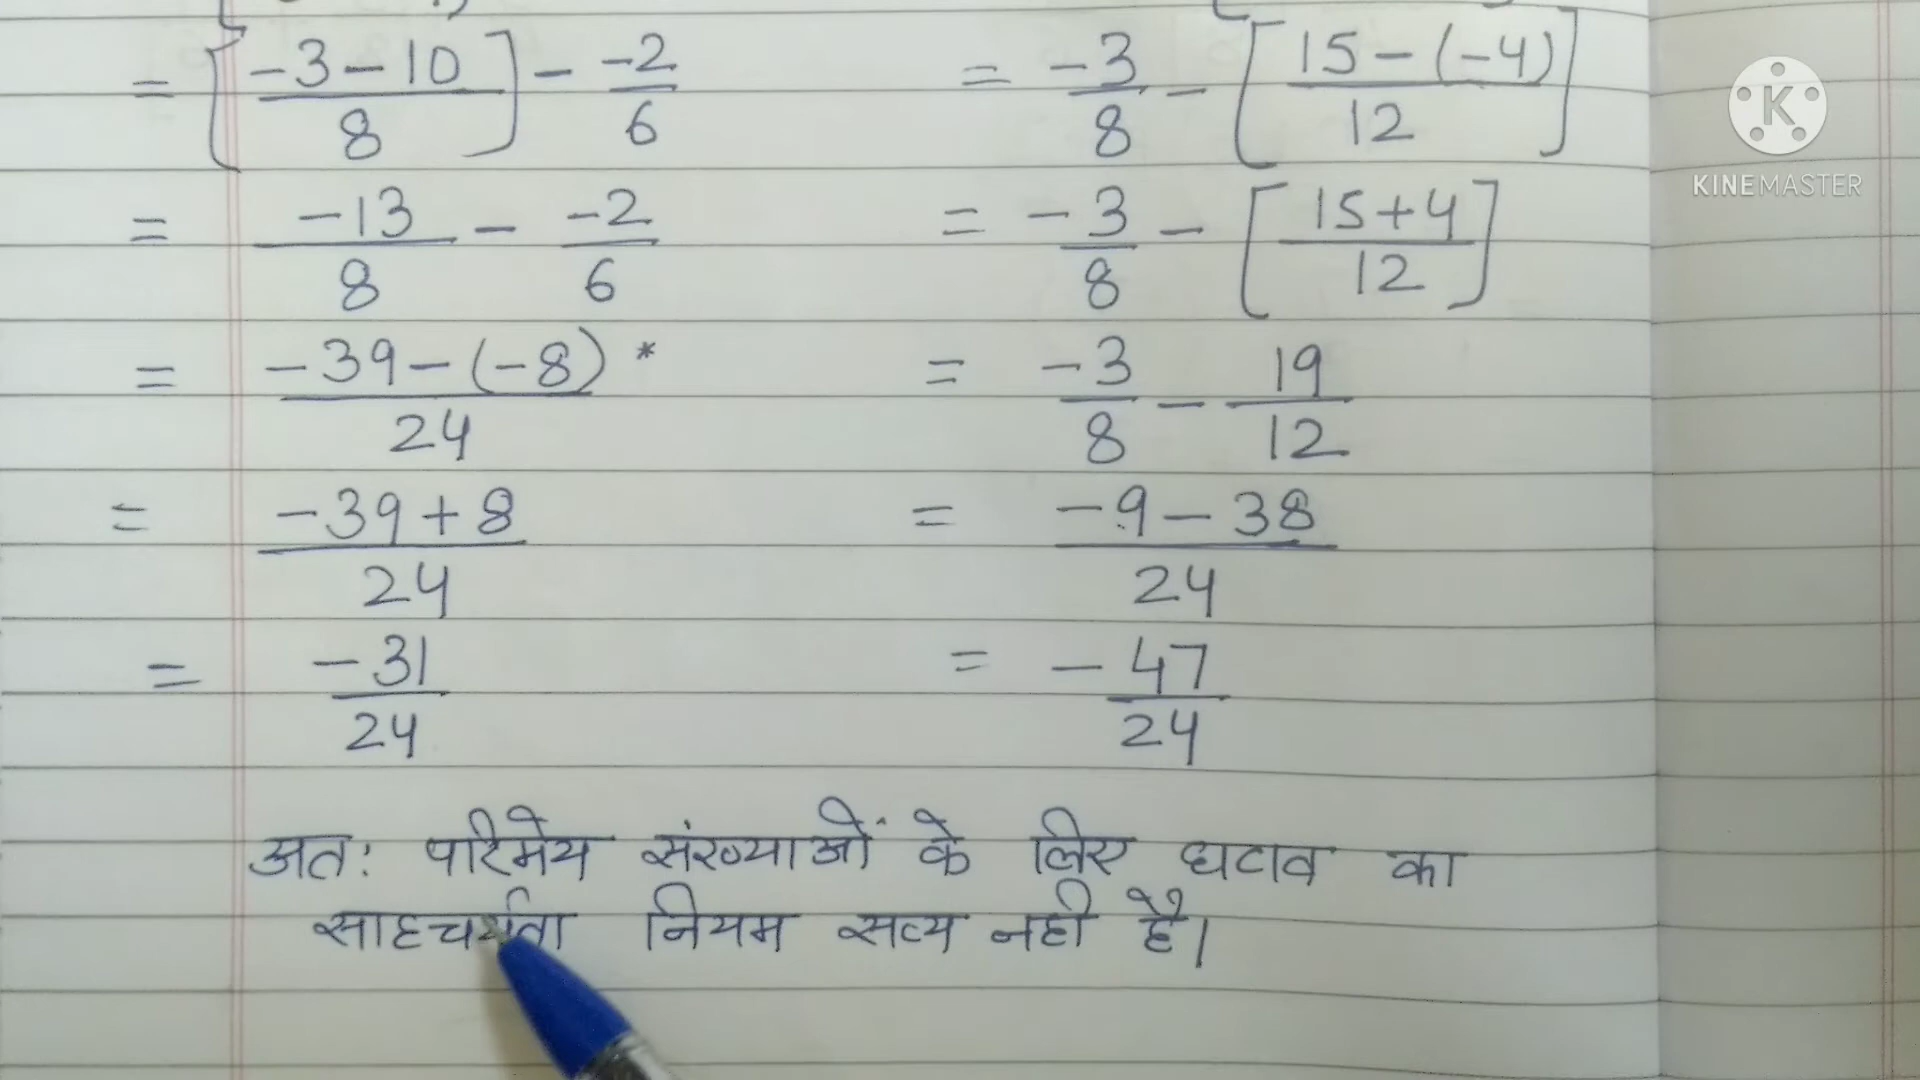 = [-3-10/8] - -2/6
= -13/8 - -2/6
= -39-(-8)/24 *
= -39+8/24
= -31/24
= -3/8 - [15-(-4)/12]
= -3/8 - [15+4/12]
= -3/8 - 19/12
= -9-38/24
= -47/24
अत: परिमेय संख्याओं के लिए घटाव का
साहचर्यता नियम सत्य नही है।
K
KINEMASTER